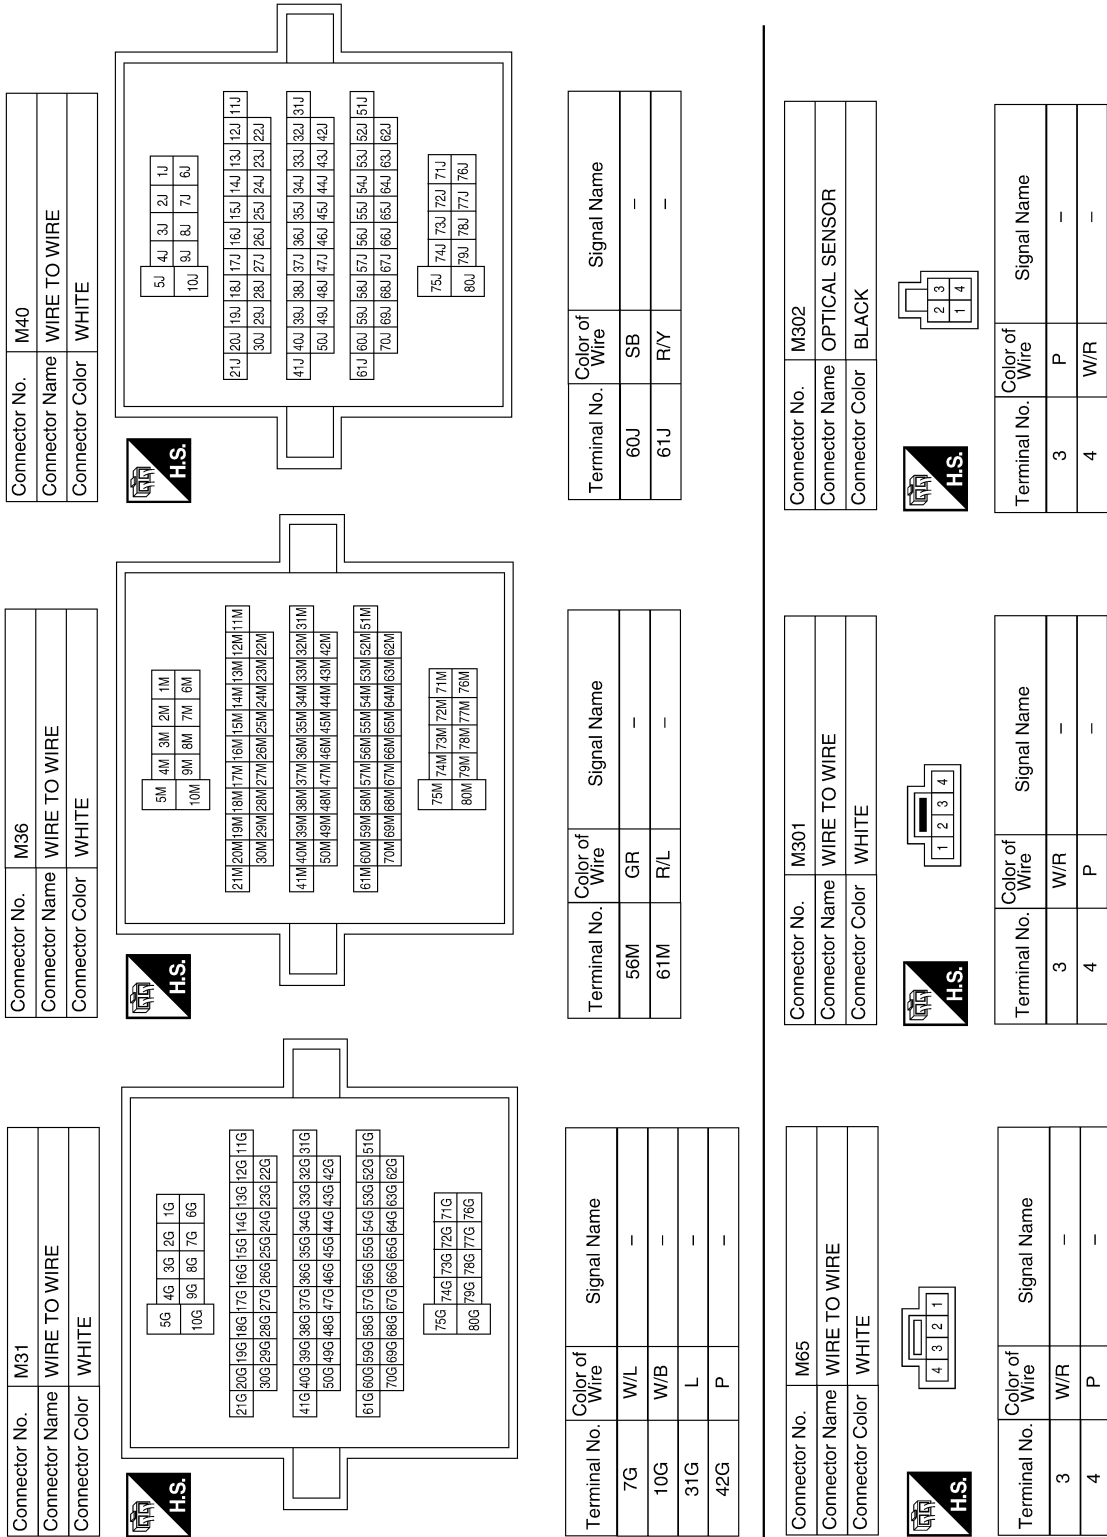 Connector No. M31
Connector Name WIRE TO WIRE
Connector Color WHITE
H.S.
5G 4G 3G 2G 1G
10G 9G 8G 7G 6G
21G 20G 19G 18G 17G 16G 15G 14G 13G 12G 11G
30G 29G 28G 27G 26G 25G 24G 23G 22G
41G 40G 39G 38G 37G 36G 35G 34G 33G 32G 31G
50G 49G 48G 47G 46G 45G 44G 43G 42G
61G 60G 59G 58G 57G 56G 55G 54G 53G 52G 51G
70G 69G 68G 67G 66G 65G 64G 63G 62G
75G 74G 73G 72G 71G
80G 79G 78G 77G 76G
Terminal No. Color of Wire Signal Name
7G W/L –
10G W/B –
31G L –
42G P –
Connector No. M36
Connector Name WIRE TO WIRE
Connector Color WHITE
H.S.
5M 4M 3M 2M 1M
10M 9M 8M 7M 6M
21M 20M 19M 18M 17M 16M 15M 14M 13M 12M 11M
30M 29M 28M 27M 26M 25M 24M 23M 22M
41M 40M 39M 38M 37M 36M 35M 34M 33M 32M 31M
50M 49M 48M 47M 46M 45M 44M 43M 42M
61M 60M 59M 58M 57M 56M 55M 54M 53M 52M 51M
70M 69M 68M 67M 66M 65M 64M 63M 62M
75M 74M 73M 72M 71M
80M 79M 78M 77M 76M
Terminal No. Color of Wire Signal Name
56M GR –
61M R/L –
Connector No. M40
Connector Name WIRE TO WIRE
Connector Color WHITE
H.S.
5J 4J 3J 2J 1J
10J 9J 8J 7J 6J
21J 20J 19J 18J 17J 16J 15J 14J 13J 12J 11J
30J 29J 28J 27J 26J 25J 24J 23J 22J
41J 40J 39J 38J 37J 36J 35J 34J 33J 32J 31J
50J 49J 48J 47J 46J 45J 44J 43J 42J
61J 60J 59J 58J 57J 56J 55J 54J 53J 52J 51J
70J 69J 68J 67J 66J 65J 64J 63J 62J
75J 74J 73J 72J 71J
80J 79J 78J 77J 76J
Terminal No. Color of Wire Signal Name
60J SB –
61J R/Y –
Connector No. M65
Connector Name WIRE TO WIRE
Connector Color WHITE
H.S.
4 3 2 1
Terminal No. Color of Wire Signal Name
3 W/R –
4 P –
Connector No. M301
Connector Name WIRE TO WIRE
Connector Color WHITE
H.S.
1 2 3 4
Terminal No. Color of Wire Signal Name
3 W/R –
4 P –
Connector No. M302
Connector Name OPTICAL SENSOR
Connector Color BLACK
H.S.
2 3
1 4
Terminal No. Color of Wire Signal Name
3 P –
4 W/R –